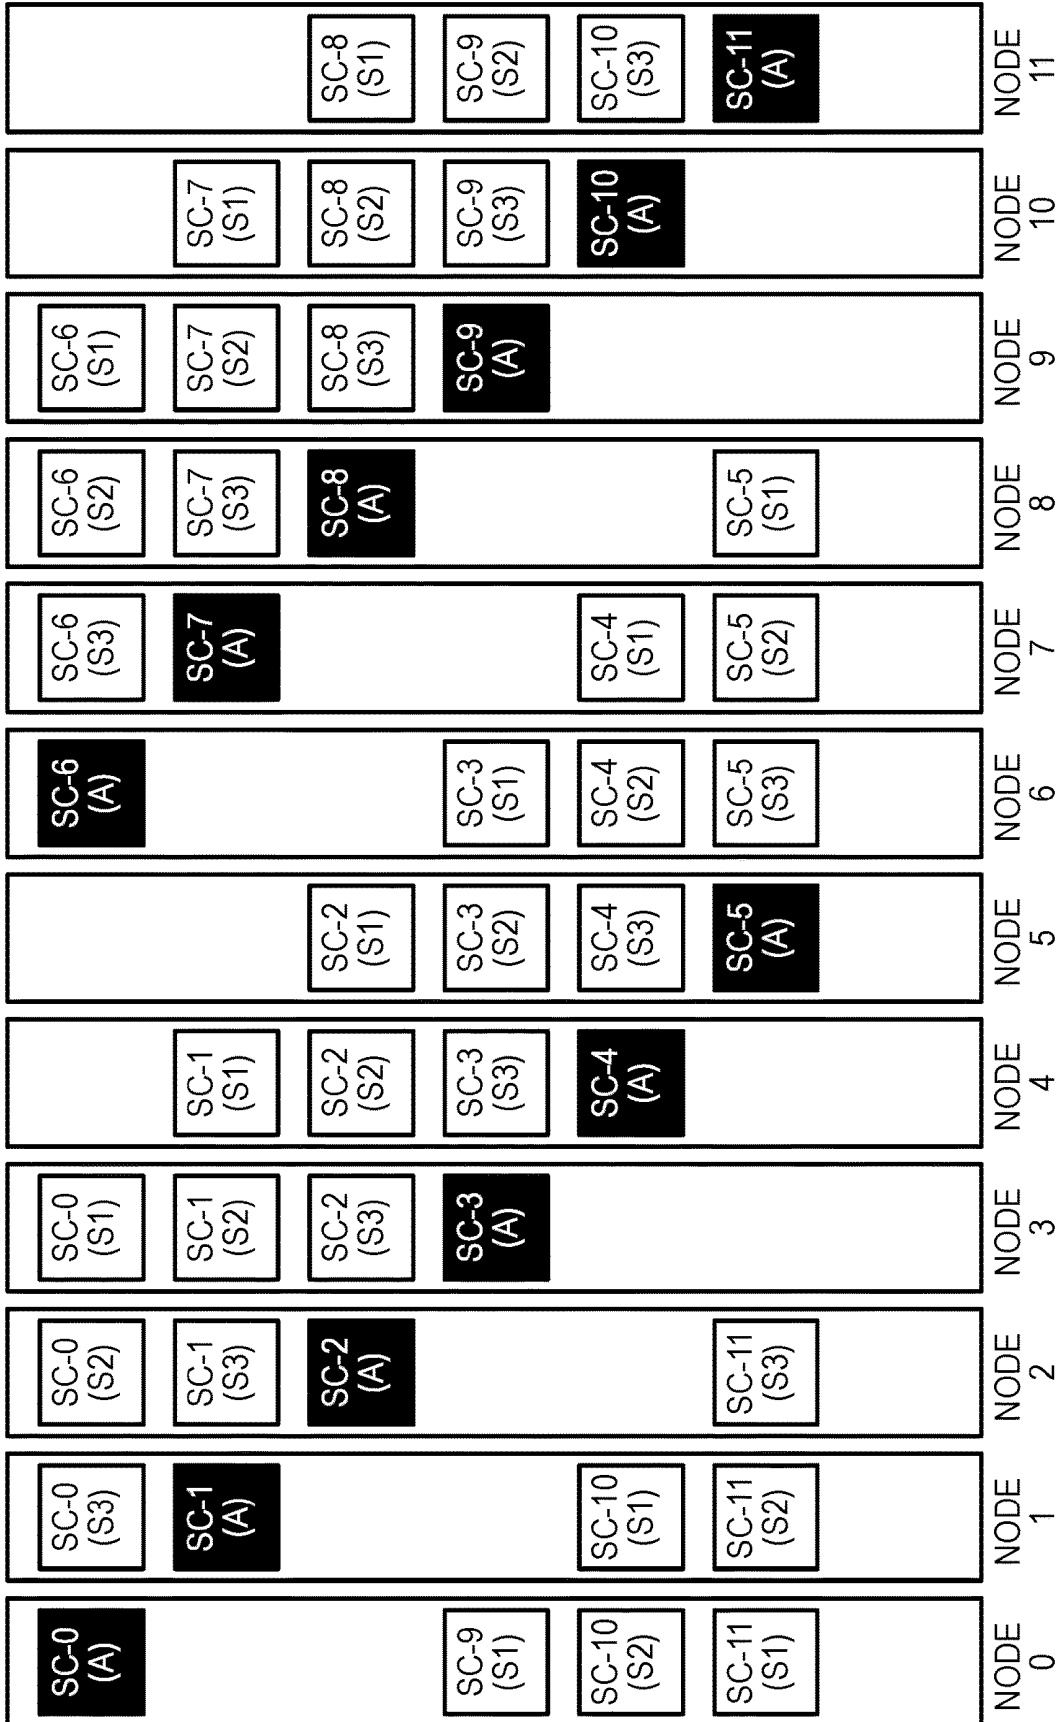 SC-0
(A)
SC-9
(S1)
SC-10
(S2)
SC-11
(S1)
NODE
0
SC-0
(S3)
SC-1
(A)
SC-10
(S1)
SC-11
(S2)
NODE
1
SC-0
(S2)
SC-1
(S3)
SC-2
(A)
SC-11
(S3)
NODE
2
SC-0
(S1)
SC-1
(S2)
SC-2
(S3)
SC-3
(A)
NODE
3
SC-1
(S1)
SC-2
(S2)
SC-3
(S3)
SC-4
(A)
NODE
4
SC-2
(S1)
SC-3
(S2)
SC-4
(S3)
SC-5
(A)
NODE
5
SC-6
(A)
SC-3
(S1)
SC-4
(S2)
SC-5
(S3)
NODE
6
SC-6
(S3)
SC-7
(A)
SC-4
(S1)
SC-5
(S2)
NODE
7
SC-6
(S2)
SC-7
(S3)
SC-8
(A)
SC-5
(S1)
NODE
8
SC-6
(S1)
SC-7
(S2)
SC-8
(S3)
SC-9
(A)
NODE
9
SC-7
(S1)
SC-8
(S2)
SC-9
(S3)
SC-10
(A)
NODE
10
SC-8
(S1)
SC-9
(S2)
SC-10
(S3)
SC-11
(A)
NODE
11